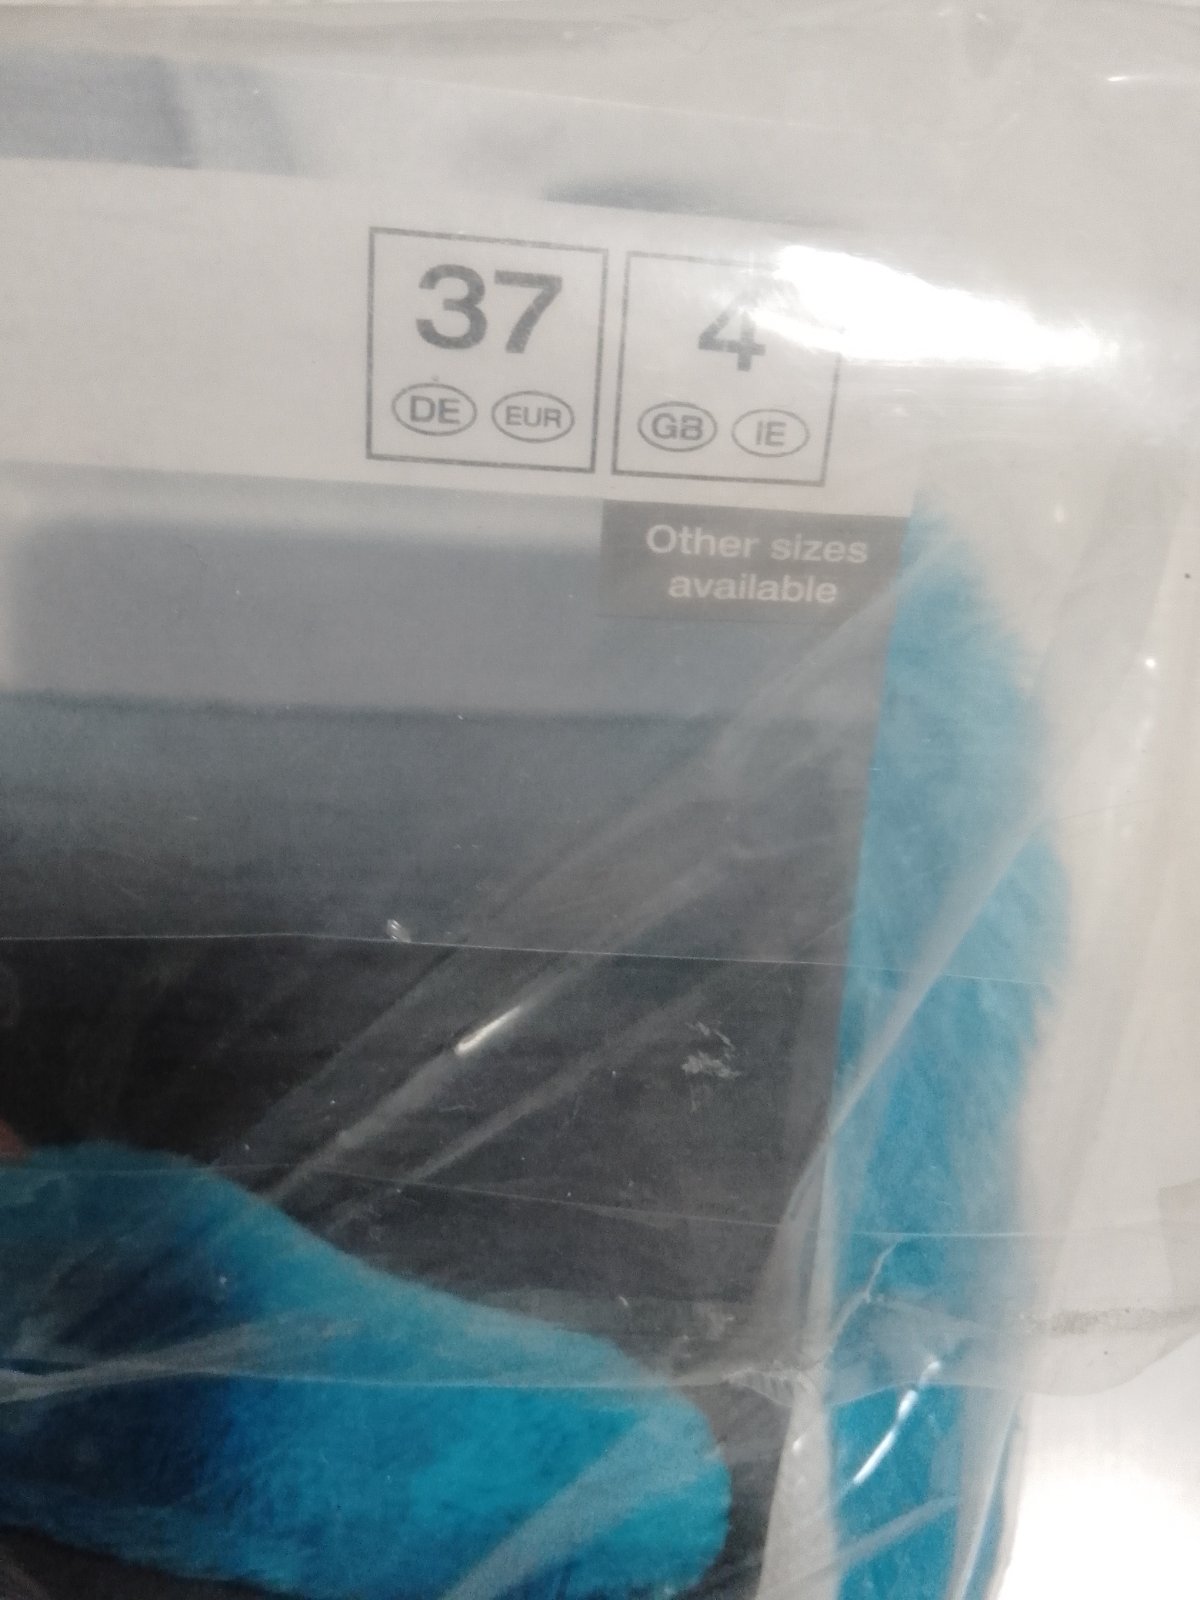 37 4
DE EUR GB IE
Other sizes
available